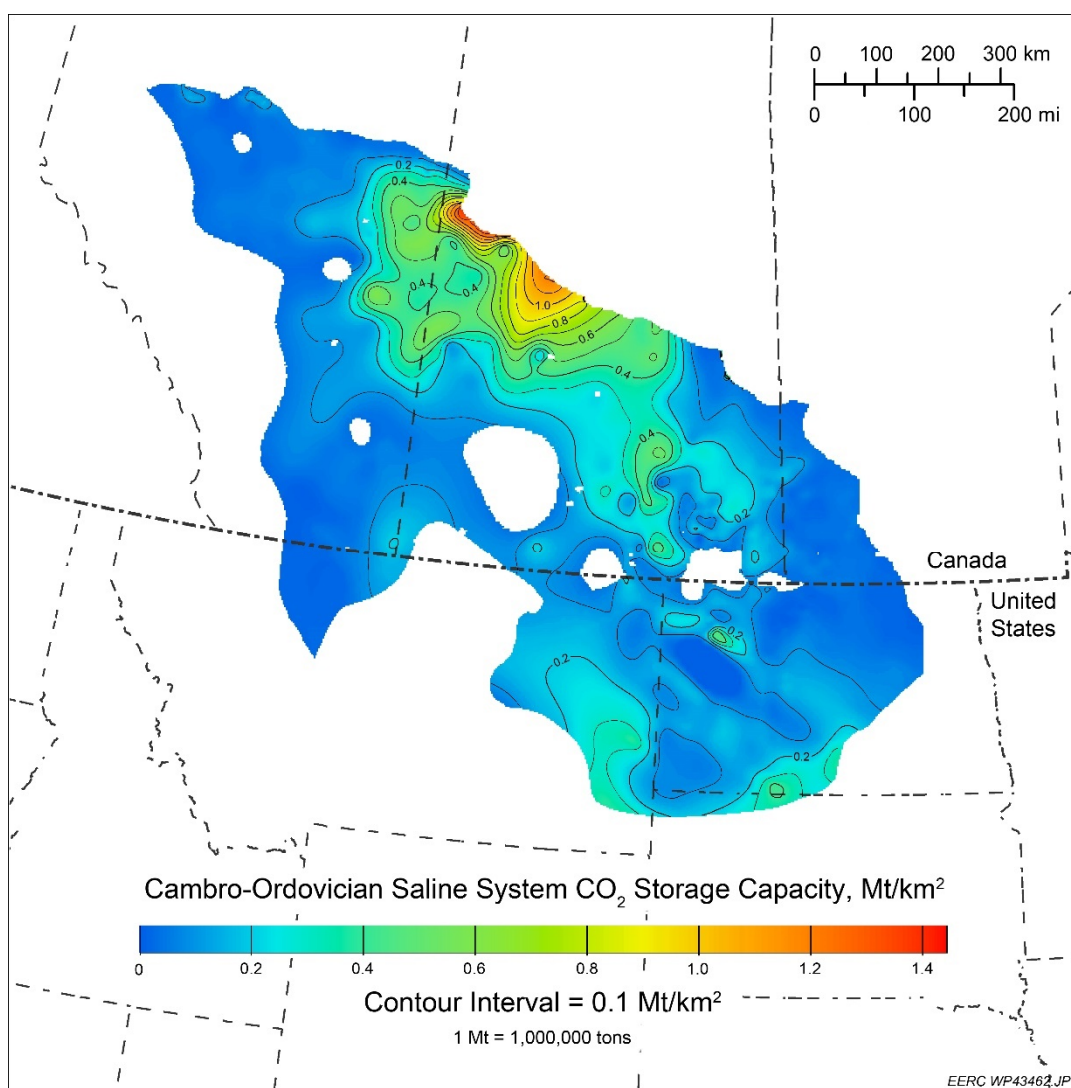 0 100 200 300 km
0 100 200 mi
0.2
0.4
0.4
0.4
1.0
0.8
0.6
0.4
0.4
0.2
Canada
United
States
0.2
0.2
0.2
Cambro-Ordovician Saline System CO₂ Storage Capacity, Mt/km²
0 0.2 0.4 0.6 0.8 1.0 1.2 1.4
Contour Interval = 0.1 Mt/km²
1 Mt = 1,000,000 tons
EERC WP43462.JP